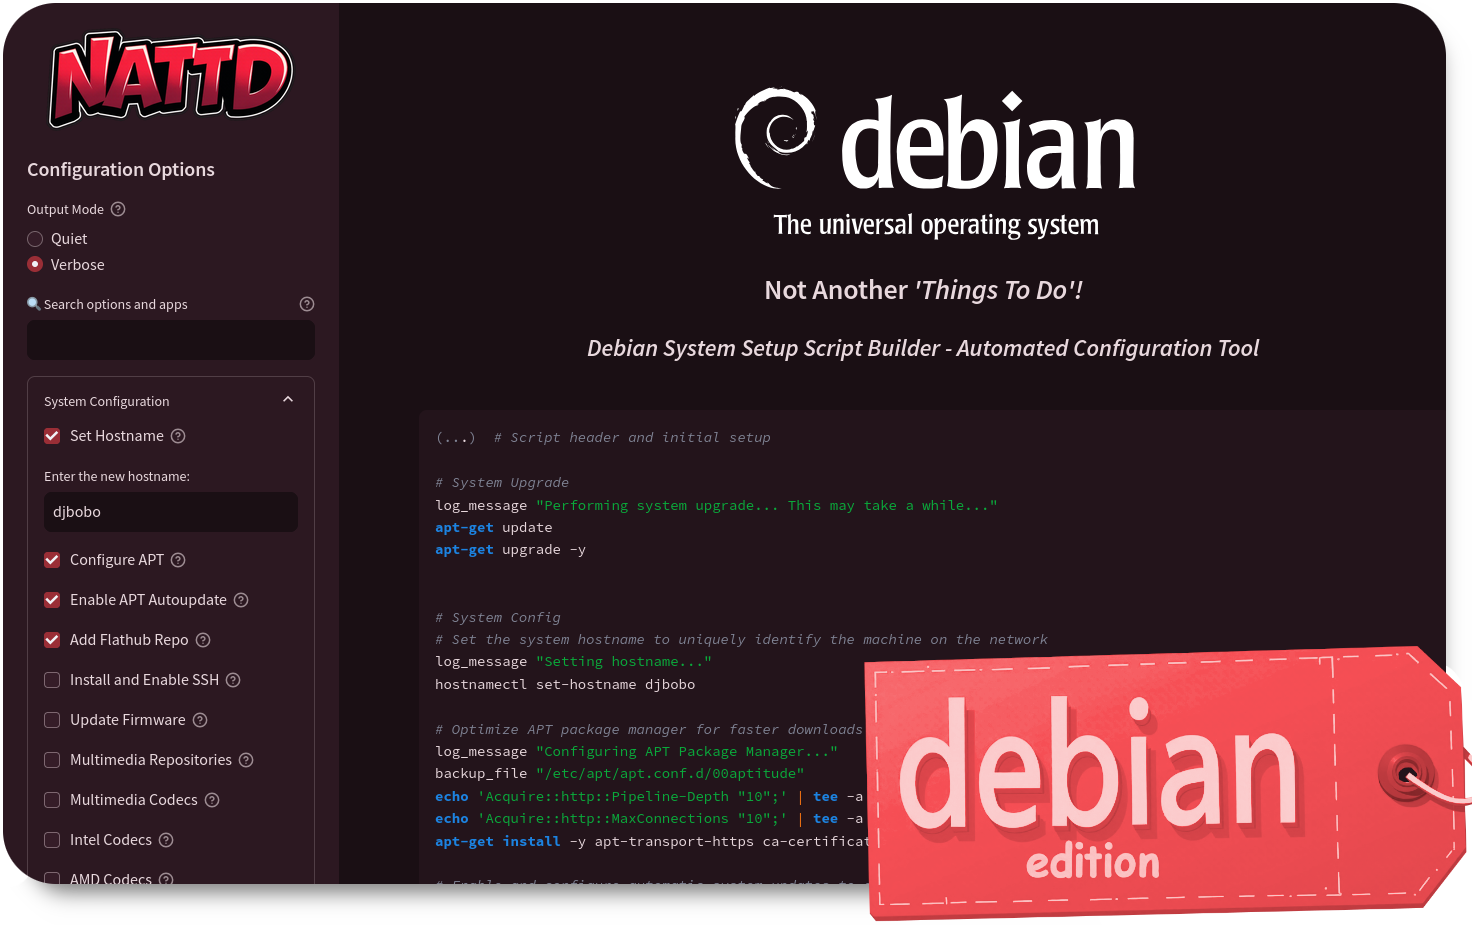 NATTD
Configuration Options
Output Mode
Quiet
Verbose
Search options and apps
System Configuration
Set Hostname
Enter the new hostname:
djbobo
Configure APT
Enable APT Autoupdate
Add Flathub Repo
Install and Enable SSH
Update Firmware
Multimedia Repositories
Multimedia Codecs
Intel Codecs
AMD Codecs
debian
The universal operating system
Not Another 'Things To Do'!
Debian System Setup Script Builder - Automated Configuration Tool
(...)  # Script header and initial setup
# System Upgrade
log_message "Performing system upgrade... This may take a while..."
apt-get update
apt-get upgrade -y
# System Config
# Set the system hostname to uniquely identify the machine on the network
log_message "Setting hostname..."
hostnamectl set-hostname djbobo
# Optimize APT package manager for faster downloads
log_message "Configuring APT Package Manager..."
backup_file "/etc/apt/apt.conf.d/00aptitude"
echo 'Acquire::http::Pipeline-Depth "10";' | tee -a
echo 'Acquire::http::MaxConnections "10";' | tee -a
apt-get install -y apt-transport-https ca-certificat
# Enable and configure automatic system updates to
debian
edition